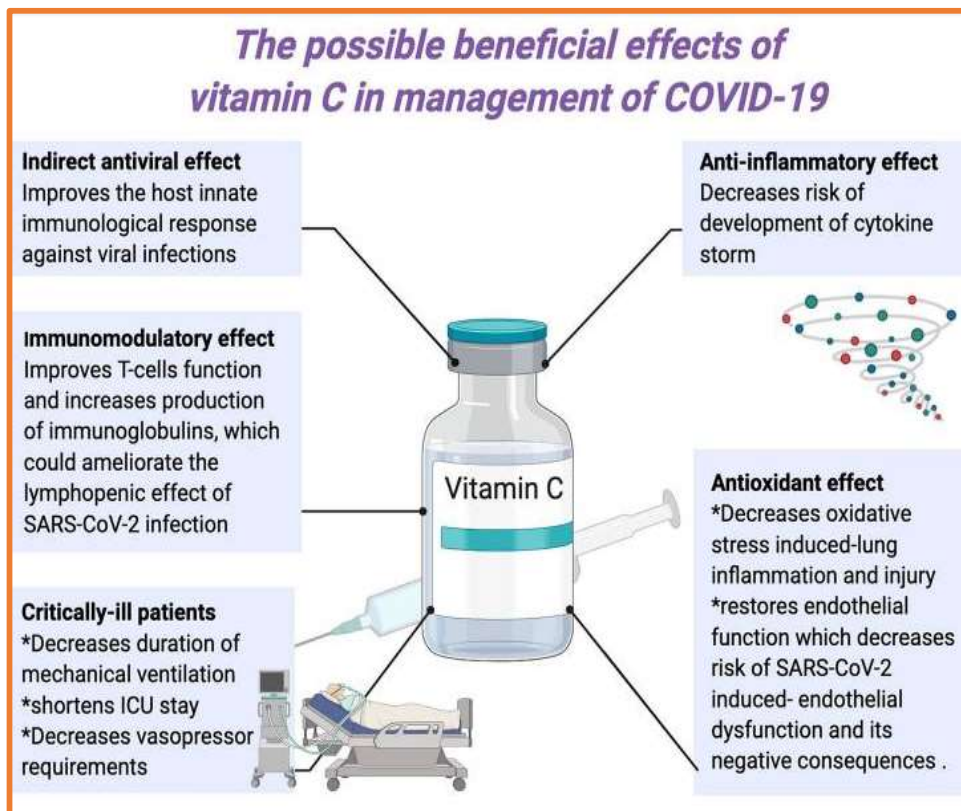 The possible beneficial effects of
vitamin C in management of COVID-19
Indirect antiviral effect
Improves the host innate
immunological response
against viral infections
Anti-inflammatory effect
Decreases risk of
development of cytokine
storm
Immunomodulatory effect
Improves T-cells function
and increases production
of immunoglobulins, which
could ameliorate the
lymphopenic effect of
SARS-CoV-2 infection
Vitamin C
Antioxidant effect
*Decreases oxidative
stress induced-lung
inflammation and injury
*restores endothelial
function which decreases
risk of SARS-CoV-2
induced- endothelial
dysfunction and its
negative consequences .
Critically-ill patients
*Decreases duration of
mechanical ventilation
*shortens ICU stay
*Decreases vasopressor
requirements